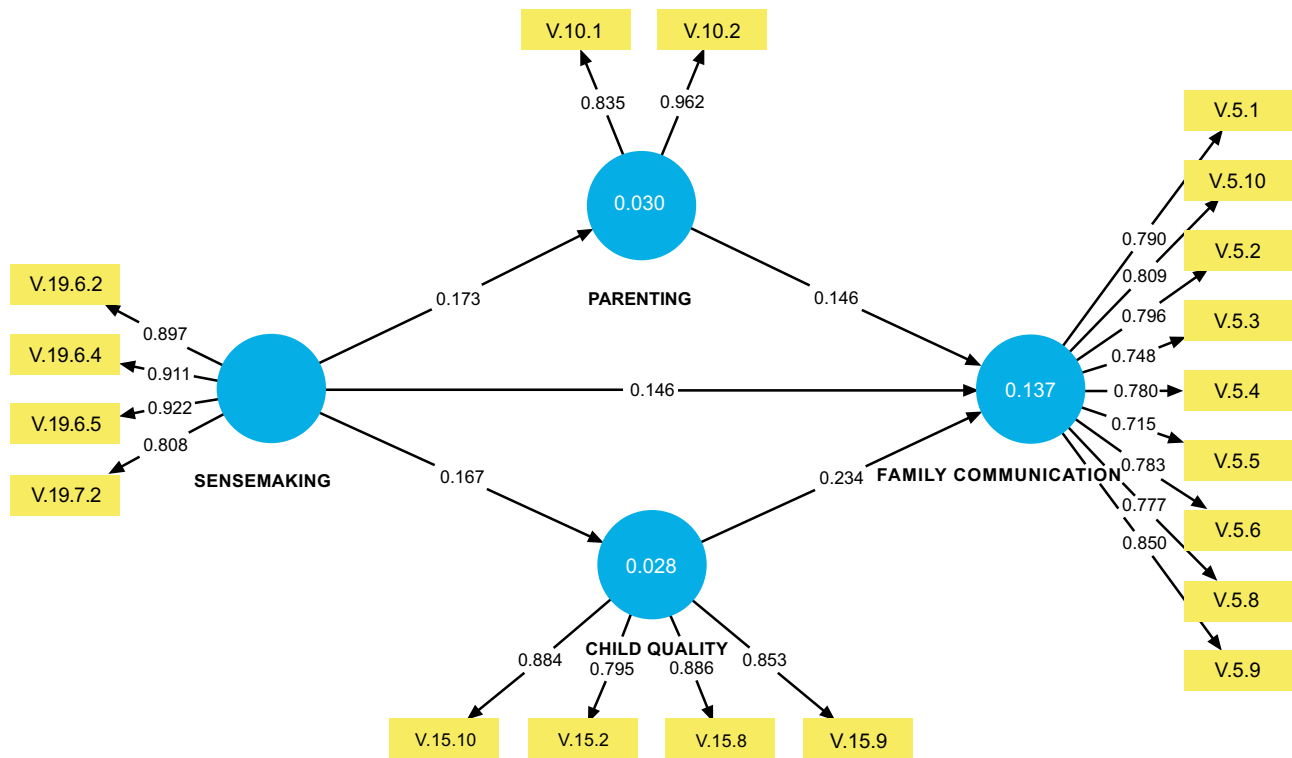 V.10.1
V.10.2
0.835
0.962
V.5.1
V.5.10
V.5.2
V.5.3
V.5.4
V.5.5
V.5.6
V.5.8
V.5.9
0.790
0.809
0.796
0.748
0.780
0.715
0.783
0.777
0.850
0.030
PARENTING
0.173
0.146
V.19.6.2
V.19.6.4
V.19.6.5
V.19.7.2
0.897
0.911
0.922
0.808
SENSEMAKING
0.146
0.137
FAMILY COMMUNICATION
0.167
0.234
0.028
CHILD QUALITY
0.884
0.795
0.886
0.853
V.15.10
V.15.2
V.15.8
V.15.9